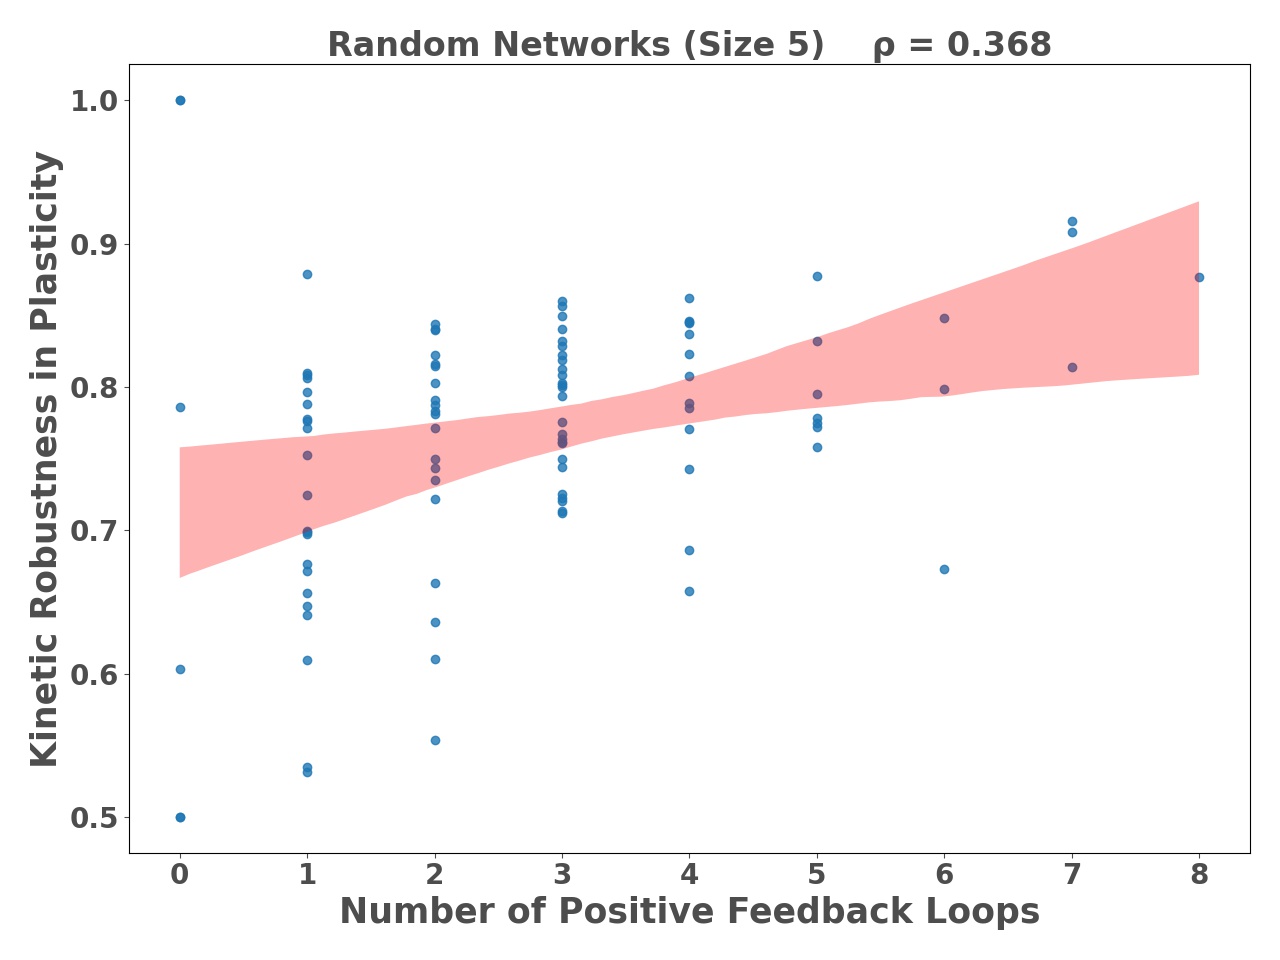 Random Networks (Size 5)    ρ = 0.368
Kinetic Robustness in Plasticity
1.0
0.9
0.8
0.7
0.6
0.5
0 1 2 3 4 5 6 7 8
Number of Positive Feedback Loops